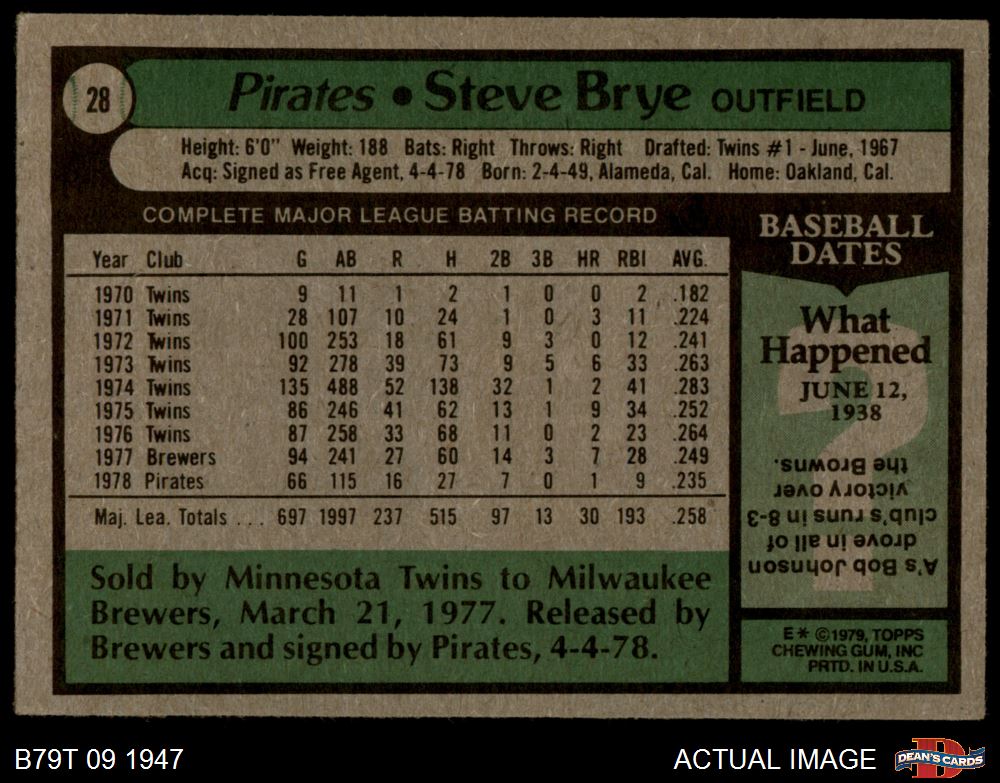 28
Pirates • Steve Brye OUTFIELD
Height: 6'0" Weight: 188 Bats: Right Throws: Right Drafted: Twins #1 - June, 1967
Acq: Signed as Free Agent, 4-4-78 Born: 2-4-49, Alameda, Cal. Home: Oakland, Cal.
COMPLETE MAJOR LEAGUE BATTING RECORD
Year Club G AB R H 2B 3B HR RBI AVG.
1970 Twins 9 11 1 2 1 0 0 2 .182
1971 Twins 28 107 10 24 1 0 3 11 .224
1972 Twins 100 253 18 61 9 3 0 12 .241
1973 Twins 92 278 39 73 9 5 6 33 .263
1974 Twins 135 488 52 138 32 1 2 41 .283
1975 Twins 86 246 41 62 13 1 9 34 .252
1976 Twins 87 258 33 68 11 0 2 23 .264
1977 Brewers 94 241 27 60 14 3 7 28 .249
1978 Pirates 66 115 16 27 7 0 1 9 .235
Maj. Lea. Totals . . . 697 1997 237 515 97 13 30 193 .258
Sold by Minnesota Twins to Milwaukee
Brewers, March 21, 1977. Released by
Brewers and signed by Pirates, 4-4-78.
BASEBALL
DATES
What
Happened
JUNE 12,
1938
?
A's Bob Johnson
drove in all of
club's runs in 8-3
victory over
the Browns.
E* ©1979, TOPPS
CHEWING GUM, INC
PRTD. IN U.S.A.
B79T 09 1947
ACTUAL IMAGE
D
DEAN'S CARDS